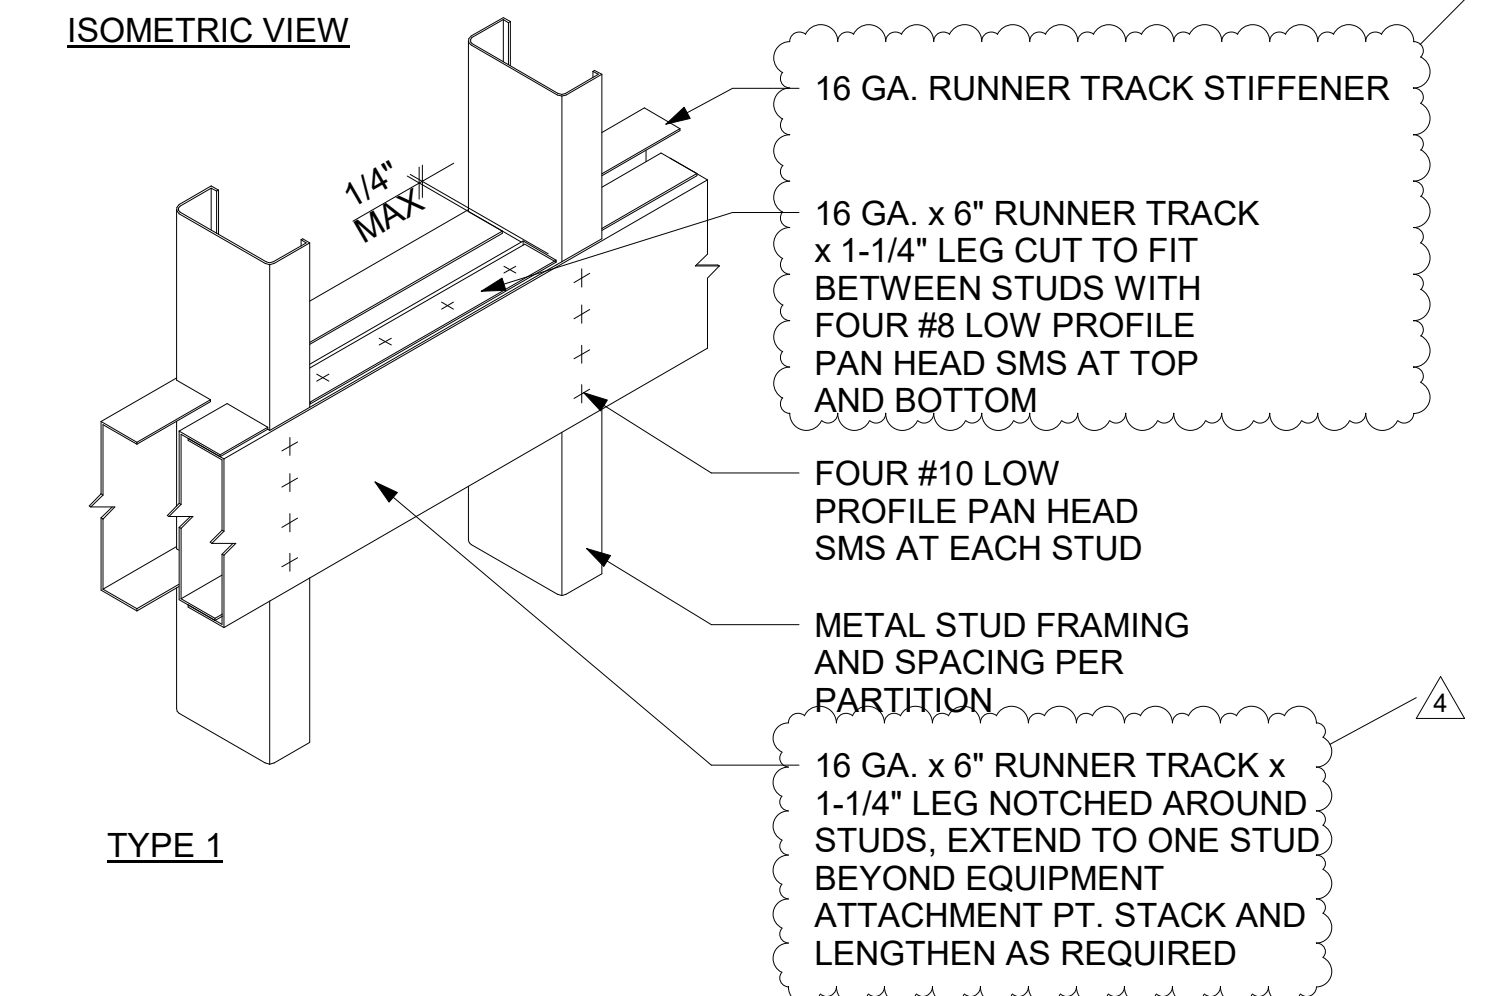 ISOMETRIC VIEW
1/4"
MAX
16 GA. RUNNER TRACK STIFFENER
16 GA. x 6" RUNNER TRACK
x 1-1/4" LEG CUT TO FIT
BETWEEN STUDS WITH
FOUR #8 LOW PROFILE
PAN HEAD SMS AT TOP
AND BOTTOM
FOUR #10 LOW
PROFILE PAN HEAD
SMS AT EACH STUD
METAL STUD FRAMING
AND SPACING PER
PARTITION
4
16 GA. x 6" RUNNER TRACK x
1-1/4" LEG NOTCHED AROUND
STUDS, EXTEND TO ONE STUD
BEYOND EQUIPMENT
ATTACHMENT PT. STACK AND
LENGTHEN AS REQUIRED
TYPE 1